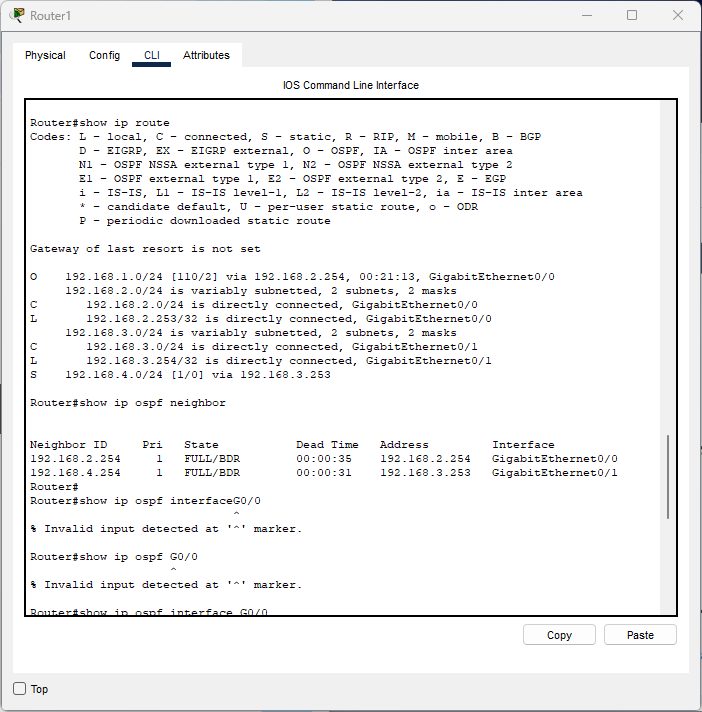 Router1
Physical Config CLI Attributes
IOS Command Line Interface
Router#show ip route
Codes: L - local, C - connected, S - static, R - RIP, M - mobile, B - BGP
D - EIGRP, EX - EIGRP external, O - OSPF, IA - OSPF inter area
N1 - OSPF NSSA external type 1, N2 - OSPF NSSA external type 2
E1 - OSPF external type 1, E2 - OSPF external type 2, E - EGP
i - IS-IS, L1 - IS-IS level-1, L2 - IS-IS level-2, ia - IS-IS inter area
* - candidate default, U - per-user static route, o - ODR
P - periodic downloaded static route
Gateway of last resort is not set
O 192.168.1.0/24 [110/2] via 192.168.2.254, 00:21:13, GigabitEthernet0/0
192.168.2.0/24 is variably subnetted, 2 subnets, 2 masks
C 192.168.2.0/24 is directly connected, GigabitEthernet0/0
L 192.168.2.253/32 is directly connected, GigabitEthernet0/0
192.168.3.0/24 is variably subnetted, 2 subnets, 2 masks
C 192.168.3.0/24 is directly connected, GigabitEthernet0/1
L 192.168.3.254/32 is directly connected, GigabitEthernet0/1
S 192.168.4.0/24 [1/0] via 192.168.3.253
Router#show ip ospf neighbor
Neighbor ID Pri State Dead Time Address Interface
192.168.2.254 1 FULL/BDR 00:00:35 192.168.2.254 GigabitEthernet0/0
192.168.4.254 1 FULL/BDR 00:00:31 192.168.3.253 GigabitEthernet0/1
Router#
Router#show ip ospf interfaceG0/0
^
% Invalid input detected at '^' marker.
Router#show ip ospf G0/0
^
% Invalid input detected at '^' marker.
Router#show ip ospf interface G0/0
Copy Paste
Top